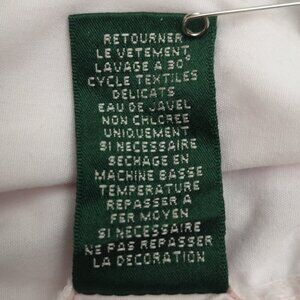 RETOURNER
LE VETEMENT
LAVAGE A 30°
CYCLE TEXTILES
DELICATS
EAU DE JAVEL
NON CHLCREE
UNIQUEMENT
SI NECESSAIRE
SECHAGE EN
MACHINE BASSE
TEMPERATURE
REPASSER A
FER MOYEN
SI NECESSAIRE
NE PAS REPASSER
LA DECORATION